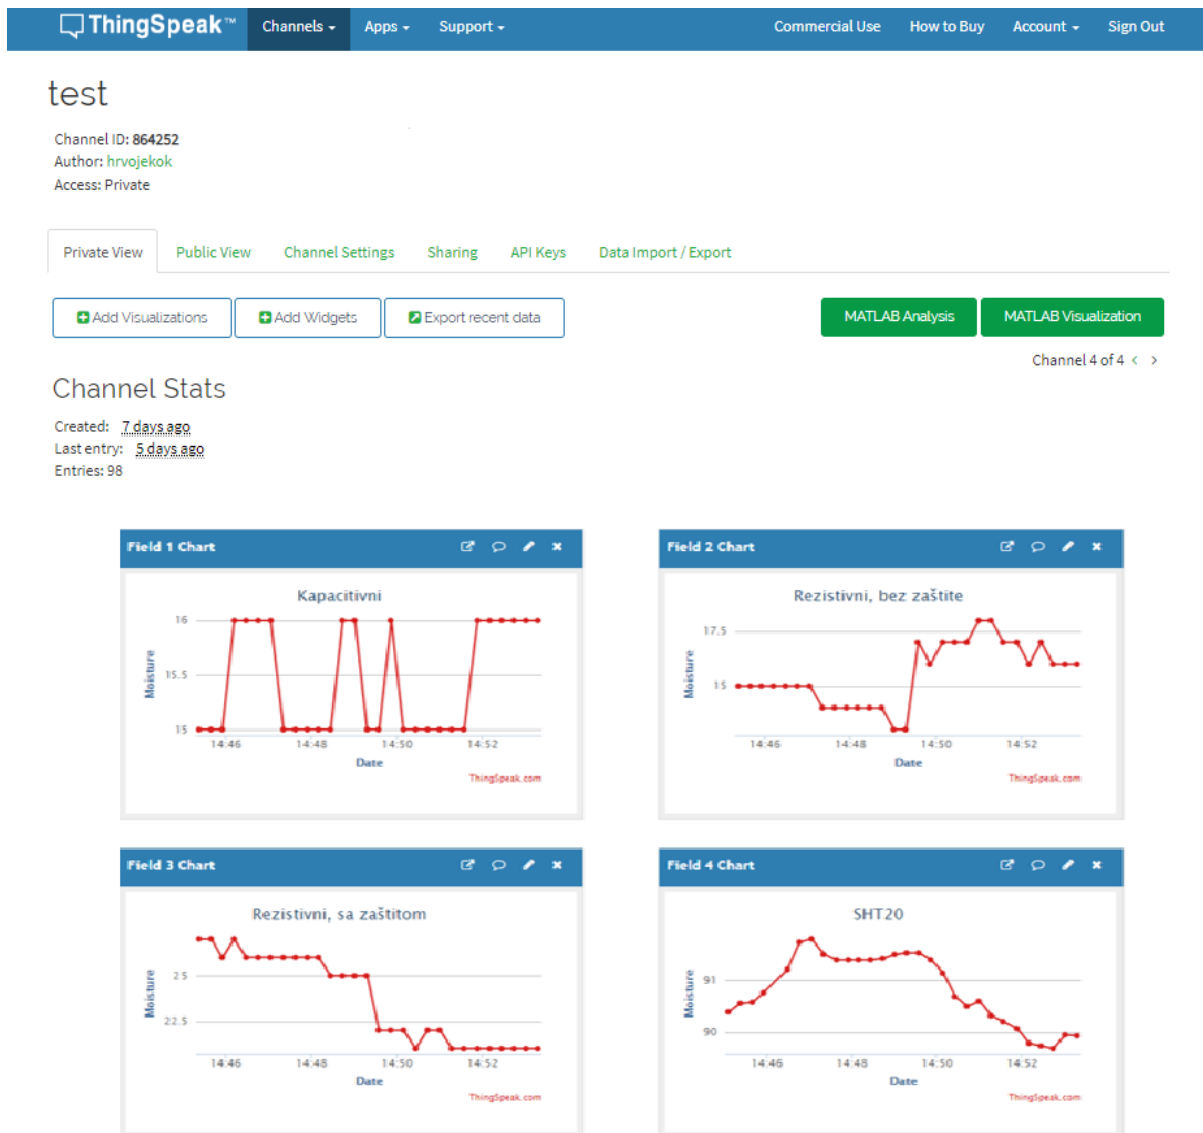 ThingSpeak™ Channels Apps Support Commercial Use How to Buy Account Sign Out
test
Channel ID: 864252
Author: hrvojekok
Access: Private
Private View Public View Channel Settings Sharing API Keys Data Import / Export
Add Visualizations Add Widgets Export recent data MATLAB Analysis MATLAB Visualization
Channel 4 of 4 < >
Channel Stats
Created: 7 days ago
Last entry: 5 days ago
Entries: 98
Field 1 Chart
Kapacitivni
Moisture
16
15.5
15
14:46 14:48 14:50 14:52
Date
ThingSpeak.com
Field 2 Chart
Rezistivni, bez zaštite
Moisture
17.5
15
14:46 14:48 14:50 14:52
Date
ThingSpeak.com
Field 3 Chart
Rezistivni, sa zaštitom
Moisture
25
22.5
14:46 14:48 14:50 14:52
Date
ThingSpeak.com
Field 4 Chart
SHT20
Moisture
91
90
14:46 14:48 14:50 14:52
Date
ThingSpeak.com